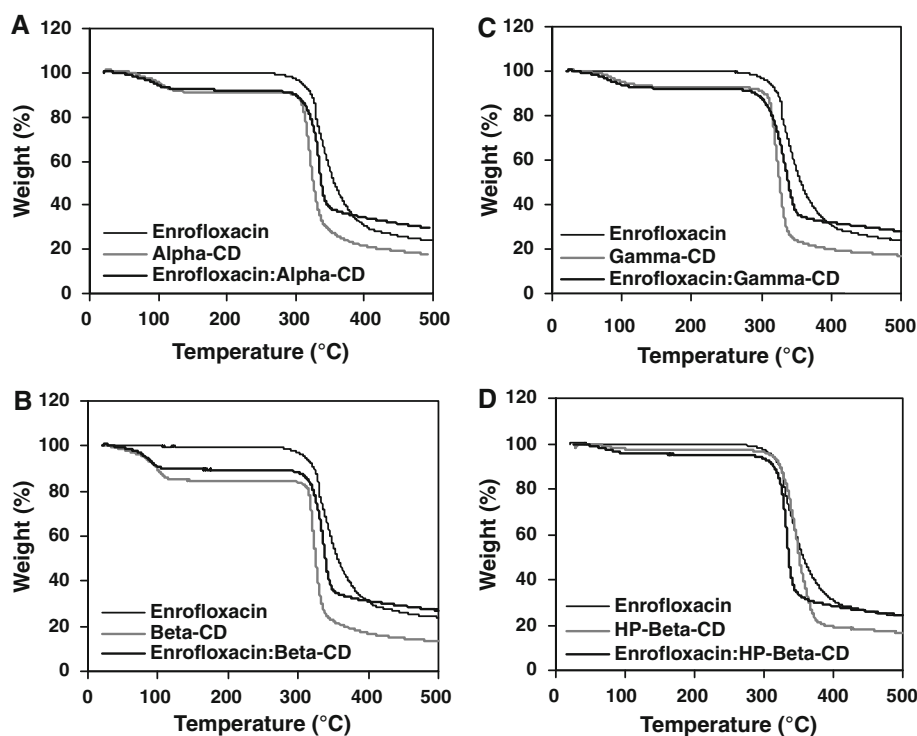 A
120
100
80
60
40
20
0
Weight (%)
Enrofloxacin
Alpha-CD
Enrofloxacin:Alpha-CD
0 100 200 300 400 500
Temperature (°C)
C
120
100
80
60
40
20
0
Weight (%)
Enrofloxacin
Gamma-CD
Enrofloxacin:Gamma-CD
0 100 200 300 400 500
Temperature (°C)
B
120
100
80
60
40
20
0
Weight (%)
Enrofloxacin
Beta-CD
Enrofloxacin:Beta-CD
0 100 200 300 400 500
Temperature (°C)
D
120
100
80
60
40
20
0
Weight (%)
Enrofloxacin
HP-Beta-CD
Enrofloxacin:HP-Beta-CD
0 100 200 300 400 500
Temperature (°C)